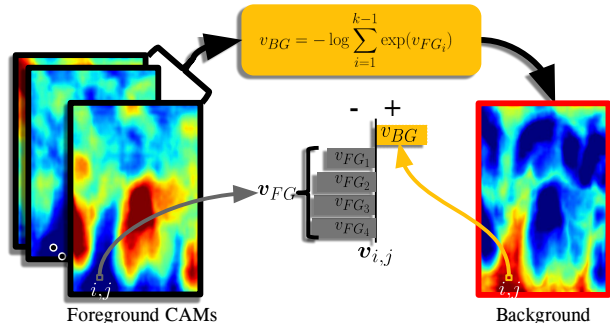 v_{BG} = − log \sum_{i=1}^{k-1} exp(v_{FG_i})
- +
v_{BG}
v_{FG_1}
v_{FG_2}
v_{FG_3}
v_{FG_4}
v_{FG}
v_{i,j}
i,j
i,j
Foreground CAMs
Background